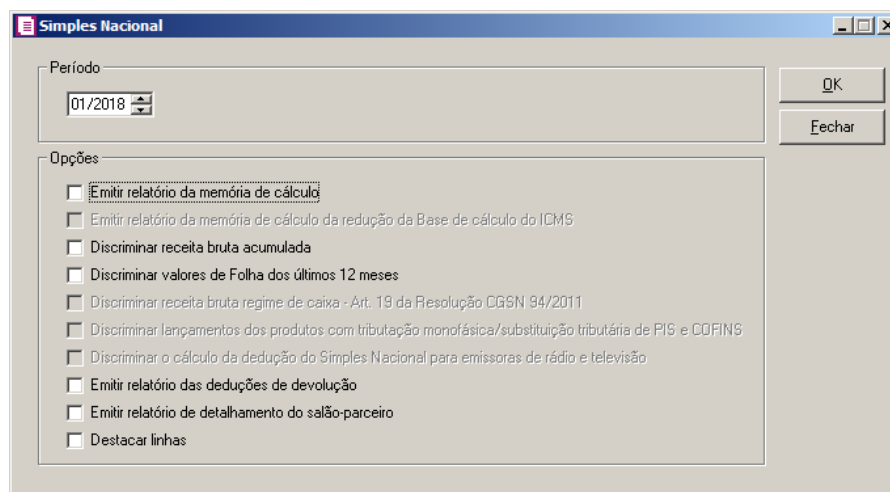 Simples Nacional
Período
01/2018
OK
Fechar
Opções
Emitir relatório da memória de cálculo
Emitir relatório da memória de cálculo da redução da Base de cálculo do ICMS
Discriminar receita bruta acumulada
Discriminar valores de Folha dos últimos 12 meses
Discriminar receita bruta regime de caixa - Art. 19 da Resolução CGSN 94/2011
Discriminar lançamentos dos produtos com tributação monofásica/substituição tributária de PIS e COFINS
Discriminar o cálculo da dedução do Simples Nacional para emissoras de rádio e televisão
Emitir relatório das deduções de devolução
Emitir relatório de detalhamento do salão-parceiro
Destacar linhas